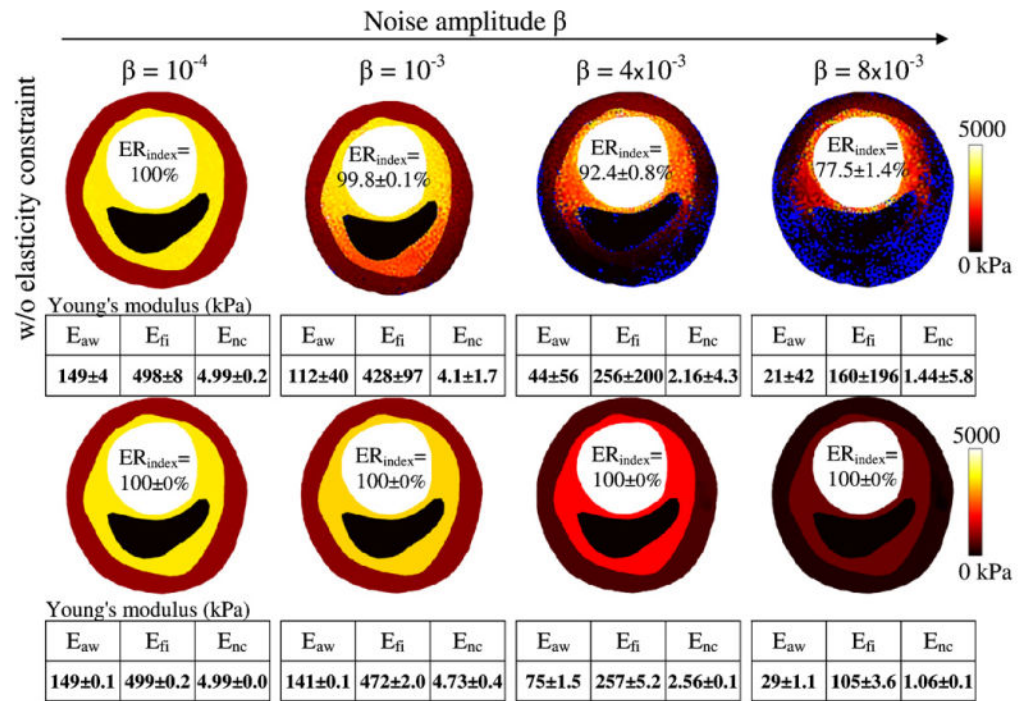 Noise amplitude β
β = 10⁻⁴ β = 10⁻³ β = 4x10⁻³ β = 8x10⁻³
w/o elasticity constraint
ER_index= ER_index= ER_index= ER_index=
100% 99.8±0.1% 92.4±0.8% 77.5±1.4%
5000
0 kPa
Young's modulus (kPa)
E_aw E_fi E_nc E_aw E_fi E_nc E_aw E_fi E_nc E_aw E_fi E_nc
149±4 498±8 4.99±0.2 112±40 428±97 4.1±1.7 44±56 256±200 2.16±4.3 21±42 160±196 1.44±5.8
ER_index= ER_index= ER_index= ER_index=
100±0% 100±0% 100±0% 100±0%
5000
0 kPa
Young's modulus (kPa)
E_aw E_fi E_nc E_aw E_fi E_nc E_aw E_fi E_nc E_aw E_fi E_nc
149±0.1 499±0.2 4.99±0.0 141±0.1 472±2.0 4.73±0.4 75±1.5 257±5.2 2.56±0.1 29±1.1 105±3.6 1.06±0.1